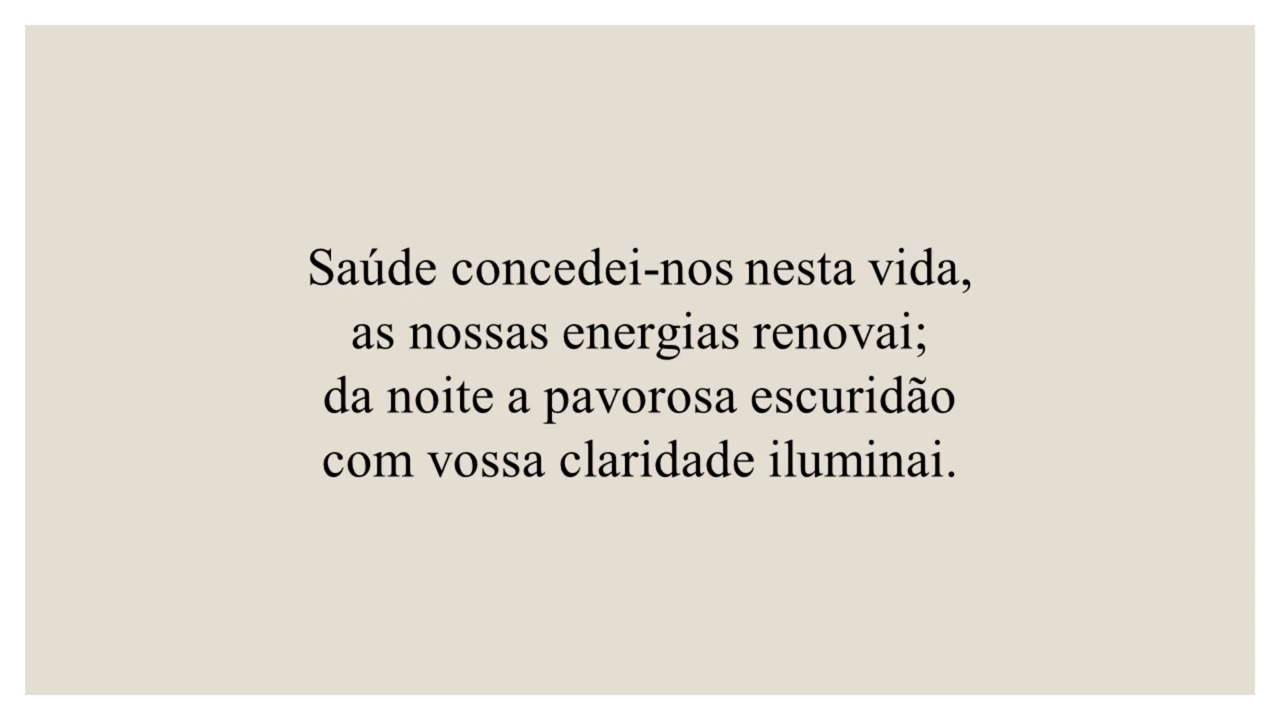 Saúde concedei-nos nesta vida,
as nossas energias renovai;
da noite a pavorosa escuridão
com vossa claridade iluminai.